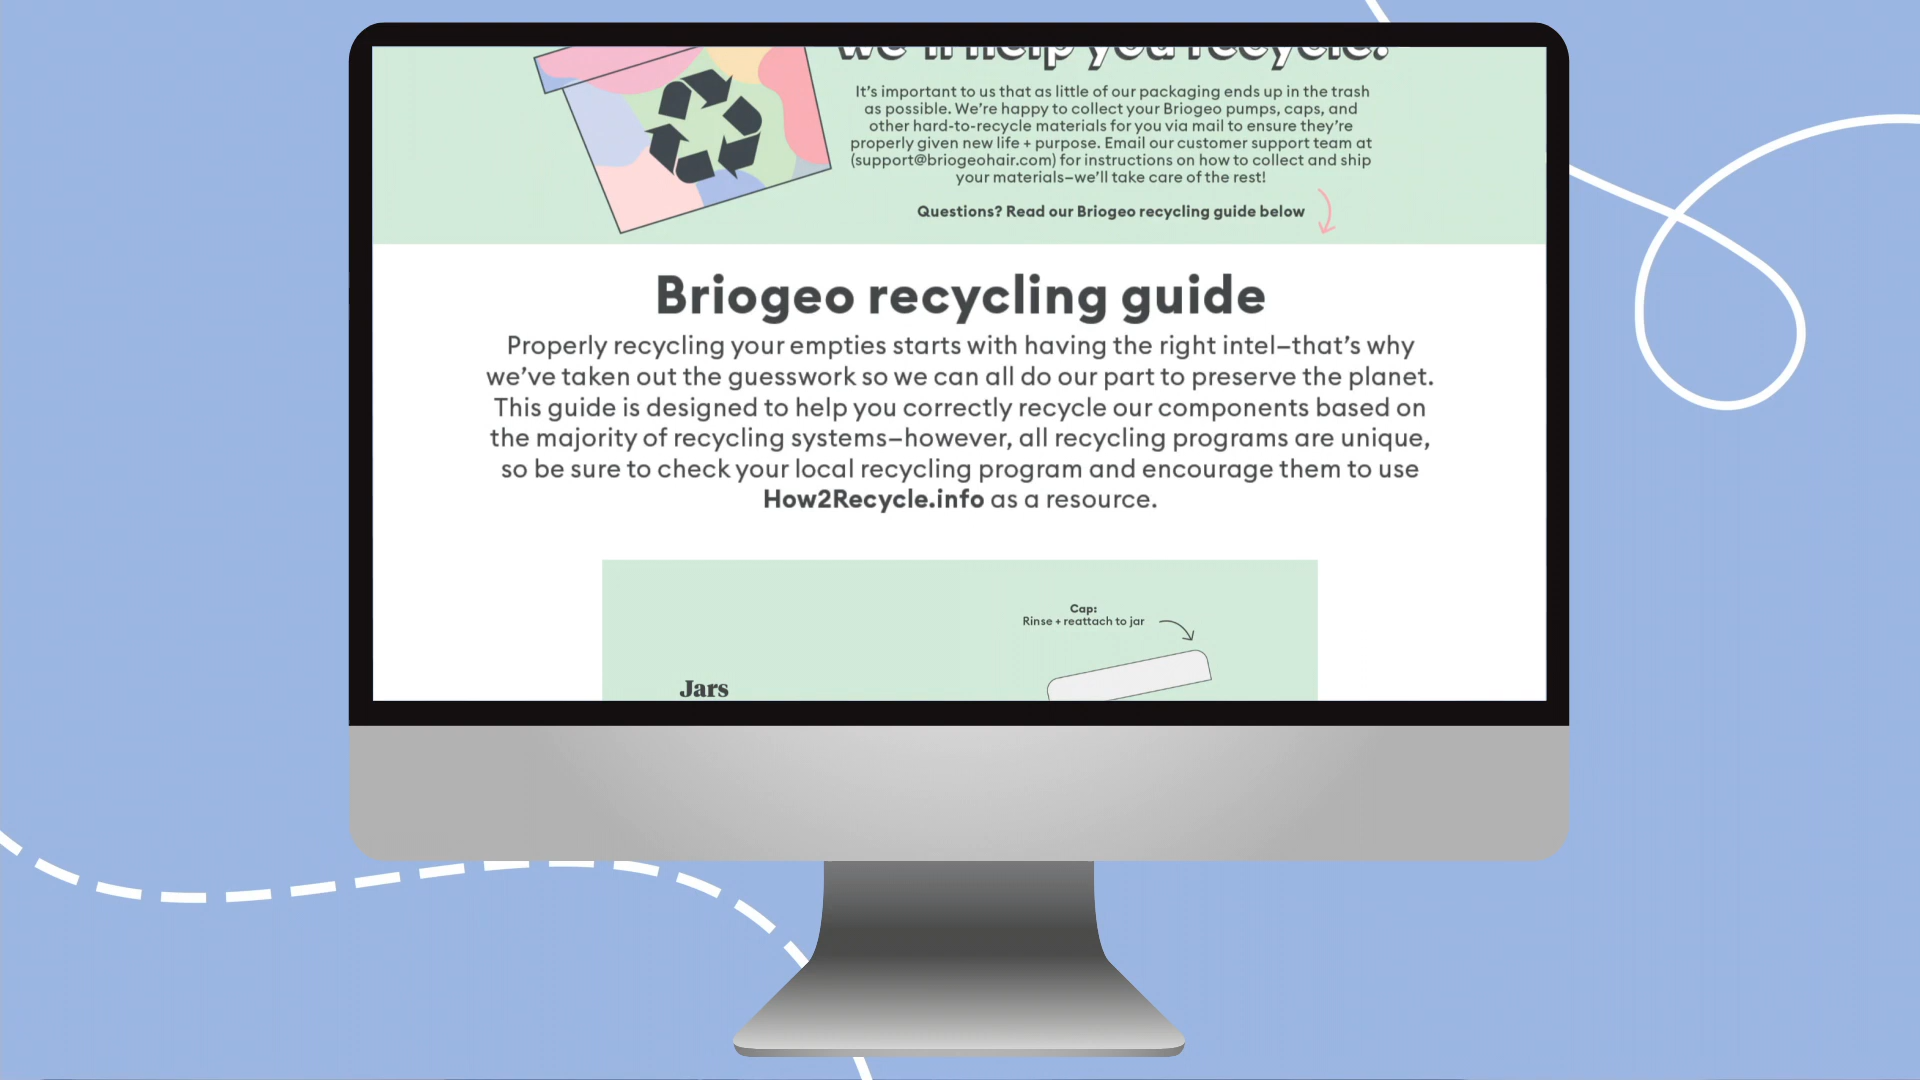 we'll help you recycle.
It's important to us that as little of our packaging ends up in the trash
as possible. We're happy to collect your Briogeo pumps, caps, and
other hard-to-recycle materials for you via mail to ensure they're
properly given new life + purpose. Email our customer support team at
(support@briogeohair.com) for instructions on how to collect and ship
your materials—we'll take care of the rest!
Questions? Read our Briogeo recycling guide below
Briogeo recycling guide
Properly recycling your empties starts with having the right intel—that's why
we've taken out the guesswork so we can all do our part to preserve the planet.
This guide is designed to help you correctly recycle our components based on
the majority of recycling systems—however, all recycling programs are unique,
so be sure to check your local recycling program and encourage them to use
How2Recycle.info as a resource.
Cap:
Rinse + reattach to jar
Jars